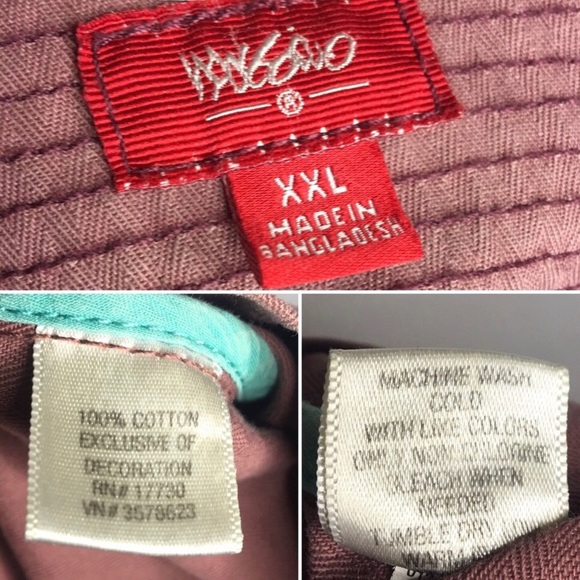 MOSSIMO
®
XXL
MADE IN
BANGLADESH
100% COTTON
EXCLUSIVE OF
DECORATION
RN# 17730
VN# 3578623
MACHINE WASH
COLD
WITH LIKE COLORS
ONLY NON CHLORINE
BLEACH WHEN
NEEDED
TUMBLE DRY LOW
WARM